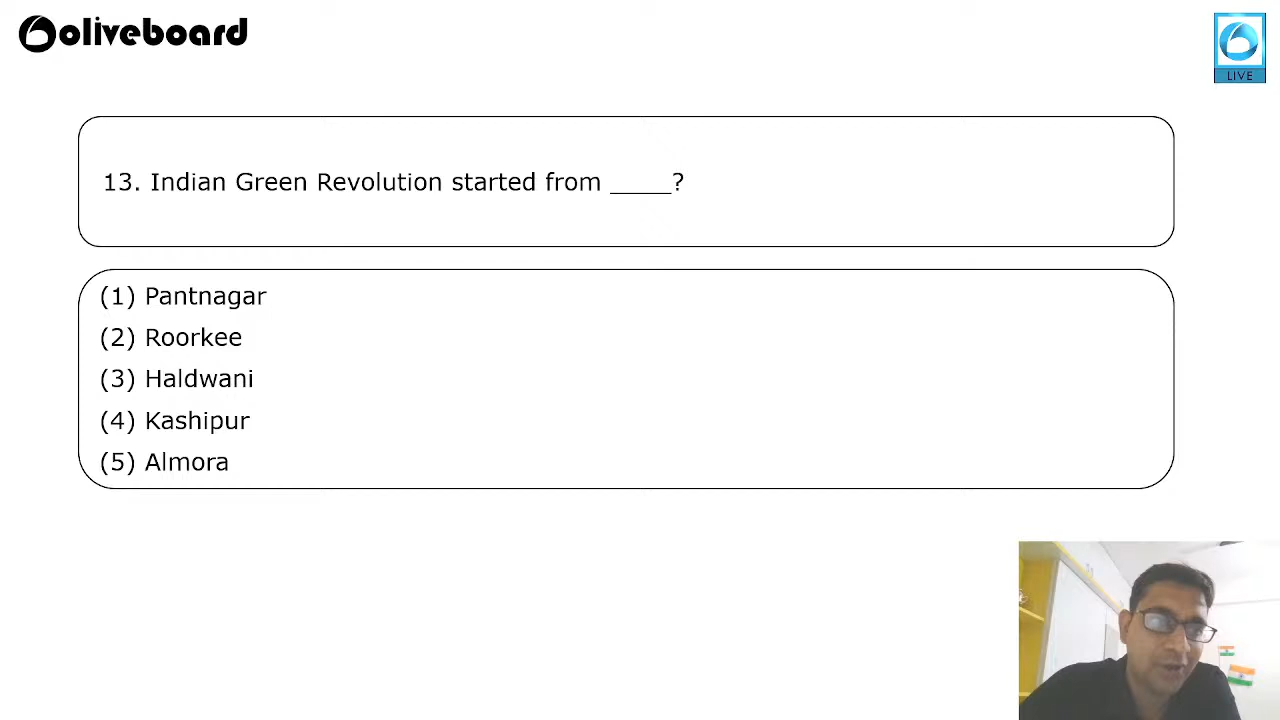 oliveboard
LIVE
13. Indian Green Revolution started from _____?
(1) Pantnagar
(2) Roorkee
(3) Haldwani
(4) Kashipur
(5) Almora